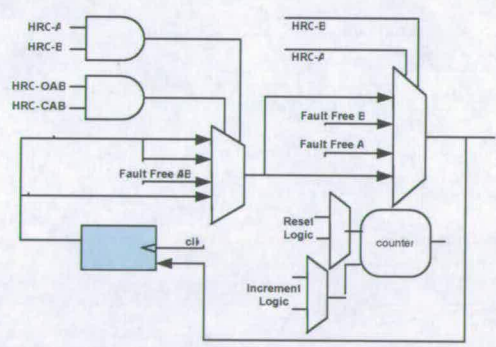 HRC-A
HRC-B
HRC-OAB
HRC-CAB
HRC-B
HRC-A
Fault Free B
Fault Free A
Fault Free AB
clk
Reset
Logic
counter
Increment
Logic